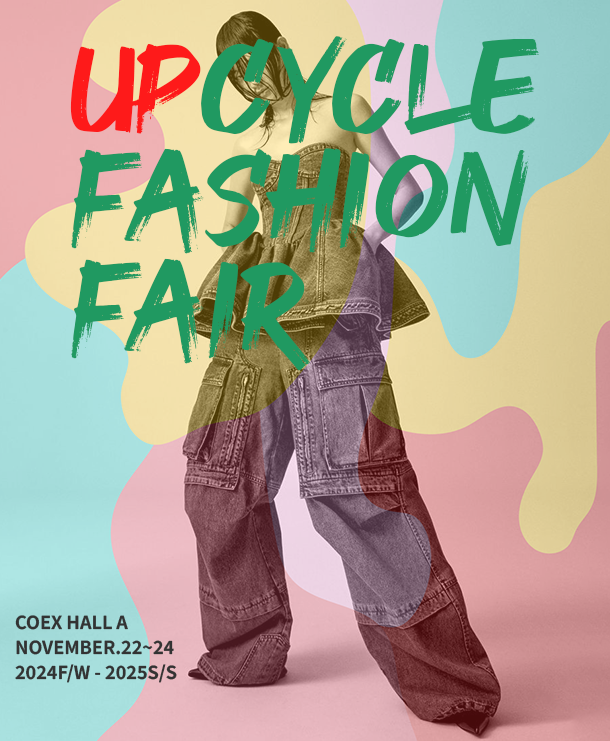 UPCYCLE
FASHION
FAIR
COEX HALL A
NOVEMBER.22~24
2024F/W - 2025S/S